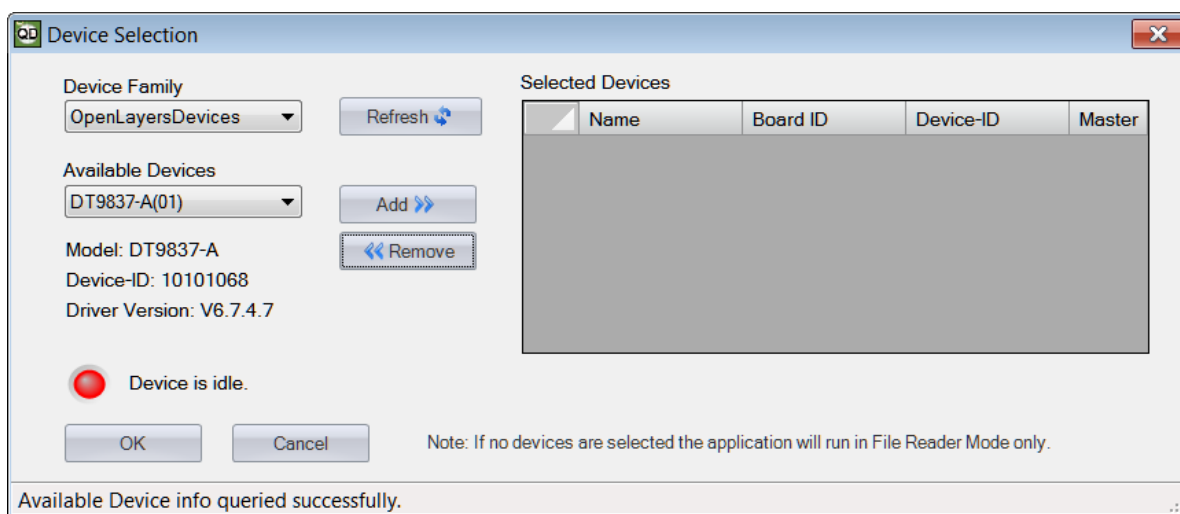 QD Device Selection
Device Family
OpenLayersDevices
Refresh
Available Devices
DT9837-A(01)
Add
Remove
Model: DT9837-A
Device-ID: 10101068
Driver Version: V6.7.4.7
Device is idle.
OK
Cancel
Selected Devices
Name Board ID Device-ID Master
Note: If no devices are selected the application will run in File Reader Mode only.
Available Device info queried successfully.